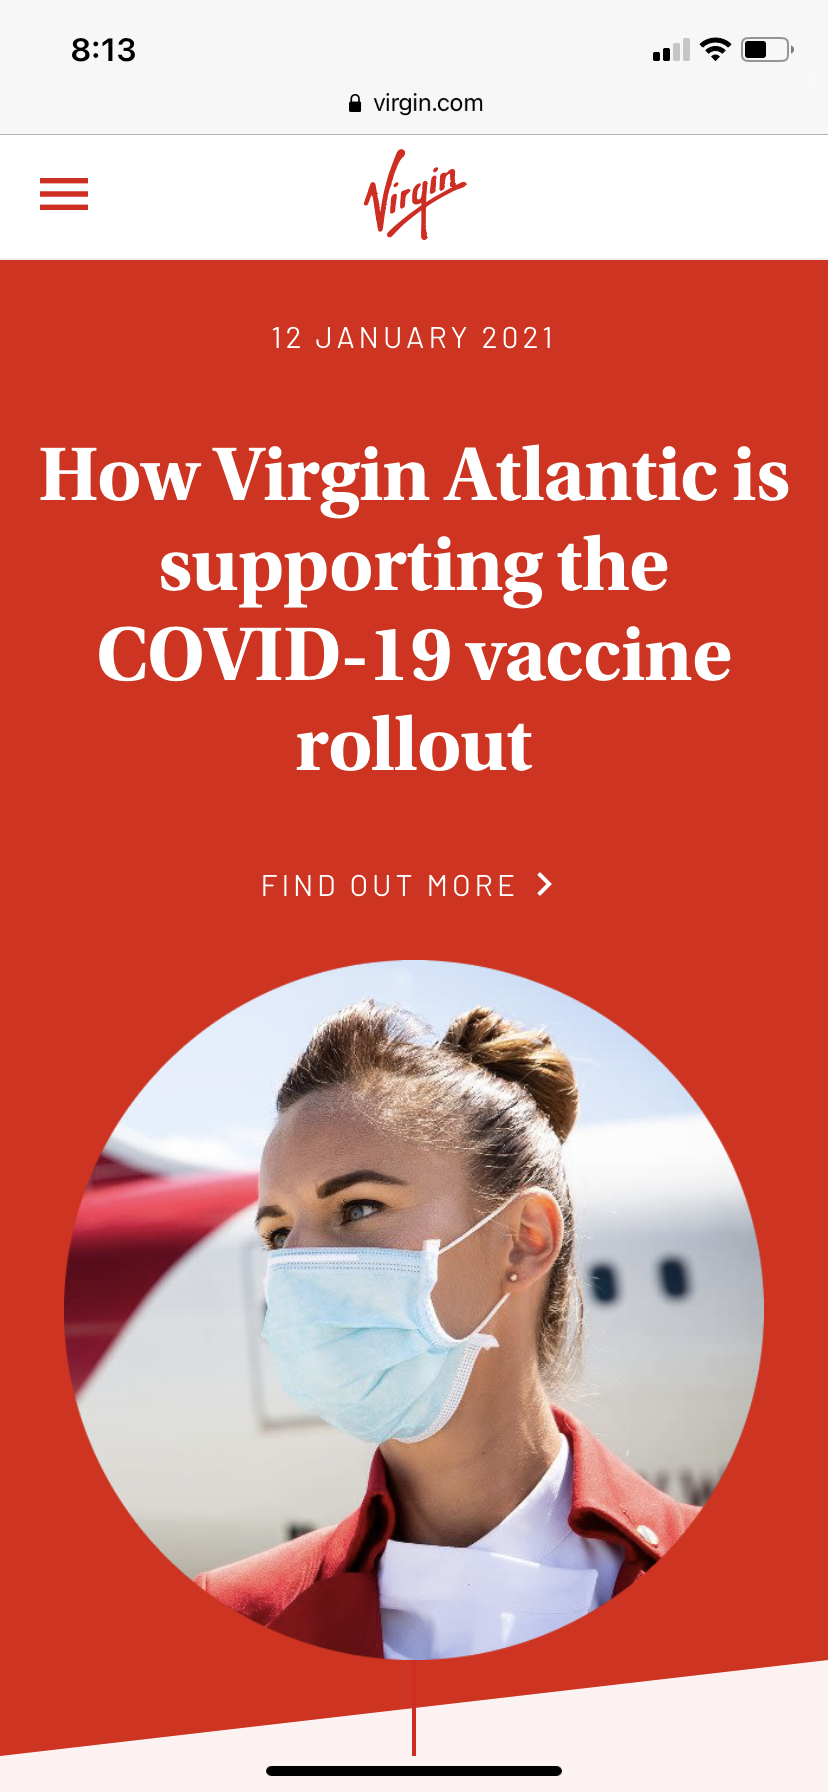 8:13
virgin.com
Virgin
12 JANUARY 2021
How Virgin Atlantic is
supporting the
COVID-19 vaccine
rollout
FIND OUT MORE